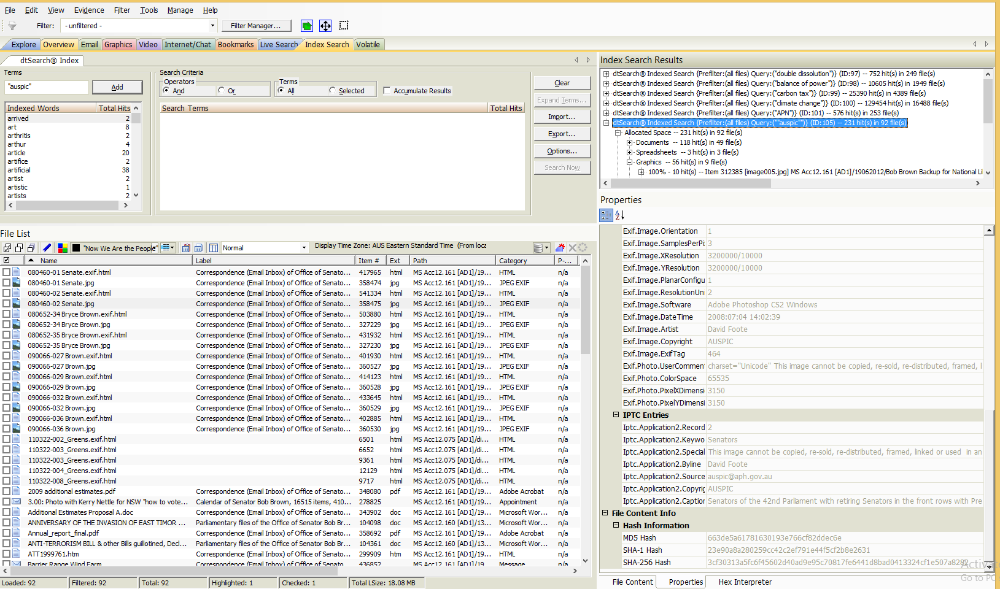 File Edit View Evidence Filter Tools Manage Help
Filter: - unfiltered - Filter Manager...
Explore Overview Email Graphics Video Internet/Chat Bookmarks Live Search Index Search Volatile
dtSearch® Index
Terms
"auspic" Add
Indexed Words Total Hits
arrived 2
art 8
arthritis 2
arthur 4
article 20
artifice 2
artificial 38
artist 2
artistic 1
artists 2
Search Criteria
Operators
And Or
Terms
All Selected
Accumulate Results
Search Terms Total Hits
Clear
Expand Terms...
Import...
Export...
Options...
Search Now
Index Search Results
dtSearch® Indexed Search {Prefilter:(all files) Query:("double dissolution")} (ID:97) -- 752 hit(s) in 249 file(s)
dtSearch® Indexed Search {Prefilter:(all files) Query:("balance of power")} (ID:98) -- 10605 hit(s) in 1949 file(s)
dtSearch® Indexed Search {Prefilter:(all files) Query:("carbon tax")} (ID:99) -- 25390 hit(s) in 4389 file(s)
dtSearch® Indexed Search {Prefilter:(all files) Query:("climate change")} (ID:100) -- 129454 hit(s) in 16488 file(s)
dtSearch® Indexed Search {Prefilter:(all files) Query:("APN")} (ID:101) -- 576 hit(s) in 253 file(s)
dtSearch® Indexed Search {Prefilter:(all files) Query:(""auspic"")} (ID:105) -- 231 hit(s) in 92 file(s)
Allocated Space -- 231 hit(s) in 92 file(s)
Documents -- 118 hit(s) in 49 file(s)
Spreadsheets -- 3 hit(s) in 3 file(s)
Graphics -- 56 hit(s) in 9 file(s)
100% - 10 hit(s) -- Item 312385 [image005.jpg] MS Acc12.161 [AD1]/19062012/Bob Brown Backup for National Li
File List
"Now We Are the People" Normal Display Time Zone: AUS Eastern Standard Time (From loca
Name Label Item # Ext Path Category P-...
080460-01 Senate.exif.html Correspondence (Email Inbox) of Office of Senato... 417965 html MS Acc12.161 [AD1]/19... HTML n/a
080460-01 Senate.jpg Correspondence (Email Inbox) of Office of Senato... 358474 jpg MS Acc12.161 [AD1]/19... JPEG EXIF n/a
080460-02 Senate.exif.html Correspondence (Email Inbox) of Office of Senato... 541334 html MS Acc12.161 [AD1]/19... HTML n/a
080460-02 Senate.jpg Correspondence (Email Inbox) of Office of Senato... 358475 jpg MS Acc12.161 [AD1]/19... JPEG EXIF n/a
080652-34 Bryce Brown.exif.html Correspondence (Email Inbox) of Office of Senato... 503880 html MS Acc12.161 [AD1]/19... HTML n/a
080652-34 Bryce Brown.jpg Correspondence (Email Inbox) of Office of Senato... 327229 jpg MS Acc12.161 [AD1]/19... JPEG EXIF n/a
080652-35 Bryce Brown.exif.html Correspondence (Email Inbox) of Office of Senato... 431932 html MS Acc12.161 [AD1]/19... HTML n/a
080652-35 Bryce Brown.jpg Correspondence (Email Inbox) of Office of Senato... 327230 jpg MS Acc12.161 [AD1]/19... JPEG EXIF n/a
090066-027 Brown.exif.html Correspondence (Email Inbox) of Office of Senato... 401930 html MS Acc12.161 [AD1]/19... HTML n/a
090066-027 Brown.jpg Correspondence (Email Inbox) of Office of Senato... 360527 jpg MS Acc12.161 [AD1]/19... JPEG EXIF n/a
090066-029 Brown.exif.html Correspondence (Email Inbox) of Office of Senato... 414123 html MS Acc12.161 [AD1]/19... HTML n/a
090066-029 Brown.jpg Correspondence (Email Inbox) of Office of Senato... 360528 jpg MS Acc12.161 [AD1]/19... JPEG EXIF n/a
090066-032 Brown.exif.html Correspondence (Email Inbox) of Office of Senato... 433645 html MS Acc12.161 [AD1]/19... HTML n/a
090066-032 Brown.jpg Correspondence (Email Inbox) of Office of Senato... 360529 jpg MS Acc12.161 [AD1]/19... JPEG EXIF n/a
090066-036 Brown.exif.html Correspondence (Email Inbox) of Office of Senato... 402885 html MS Acc12.161 [AD1]/19... HTML n/a
090066-036 Brown.jpg Correspondence (Email Inbox) of Office of Senato... 360530 jpg MS Acc12.161 [AD1]/19... JPEG EXIF n/a
110322-002_Greens.exif.html 6501 html MS Acc12.075 [AD1]/di... HTML n/a
110322-003_Greens.exif.html 6652 html MS Acc12.075 [AD1]/di... HTML n/a
110322-003_Greens.exif.html 9361 html MS Acc12.075 [AD1]/di... HTML n/a
110322-004_Greens.exif.html 12129 html MS Acc12.075 [AD1]/di... HTML n/a
110322-008_Greens.exif.html 9717 html MS Acc12.075 [AD1]/di... HTML n/a
2009 additional estimates.pdf Correspondence (Email Inbox) of Office of Senato... 348080 pdf MS Acc12.161 [AD1]/19... Adobe Acrobat n/a
3.00: Photo with Kerry Nettle for NSW "how to vote... Calendar of Senator Bob Brown, 16515 items, 410... 278825 MS Acc12.161 [AD1]/19... Appointment n/a
Additional Estimates Proposal A.doc Correspondence (Email Inbox) of Office of Senato... 343902 doc MS Acc12.161 [AD1]/19... Microsoft Wor... n/a
ANNIVERSARY OF THE INVASION OF EAST TIMOR ... Parliamentary files of the Office of Senator Bob Br... 104098 doc MS Acc12.160 [AD1]/13... Microsoft Wor... n/a
Annual_report_final.pdf Correspondence (Email Inbox) of Office of Senato... 358692 pdf MS Acc12.161 [AD1]/19... Adobe Acrobat n/a
ANTI-TERRORISM BILL & other Bills guillotined, Decl... Parliamentary files of the Office of Senator Bob Br... 104361 doc MS Acc12.160 [AD1]/13... Microsoft Wor... n/a
ATT1999761.htm Correspondence (Email Inbox) of Office of Senato... 299909 htm MS Acc12.161 [AD1]/19... HTML n/a
Barrier Range Wind Farm Correspondence (Email Inbox) of Office of Senato... 436852 MS Acc12.161 [AD1]/19... Message n/a
Loaded: 92 Filtered: 92 Total: 92 Highlighted: 1 Checked: 1 Total LSize: 18.08 MB
Properties
Exif.Image.Orientation 1
Exif.Image.SamplesPerPi 3
Exif.Image.XResolution 3200000/10000
Exif.Image.YResolution 3200000/10000
Exif.Image.PlanarConfigu 1
Exif.Image.ResolutionUn 2
Exif.Image.Software Adobe Photoshop CS2 Windows
Exif.Image.DateTime 2008:07:04 14:02:39
Exif.Image.Artist David Foote
Exif.Image.Copyright AUSPIC
Exif.Image.ExifTag 464
Exif.Photo.UserCommen charset="Unicode" This image cannot be copied, re-sold, re-distributed, framed, l
Exif.Photo.ColorSpace 65535
Exif.Photo.PixelXDimensi 3150
Exif.Photo.PixelYDimensi 3150
IPTC Entries
Iptc.Application2.Record 2
Iptc.Application2.Keywo Senators
Iptc.Application2.Special This image cannot be copied, re-sold, re-distributed, framed, linked or used in an
Iptc.Application2.Byline David Foote
Iptc.Application2.Source auspic@aph.gov.au
Iptc.Application2.Copyrig AUSPIC
Iptc.Application2.Caption Senators of the 42nd Parliament with retiring Senators in the front rows with Pre
File Content Info
Hash Information
MD5 Hash 663de5a61781630193e766cf82ddec6e
SHA-1 Hash 23e90a8a280259cc42c2ef791e44f5cf2b8e2631
SHA-256 Hash 3cf30313a5fc6f45602d40ad9e95c70817fe6441d8bad0413324cf1e507a8282
Activat
Go to PC s
File Content Properties Hex Interpreter